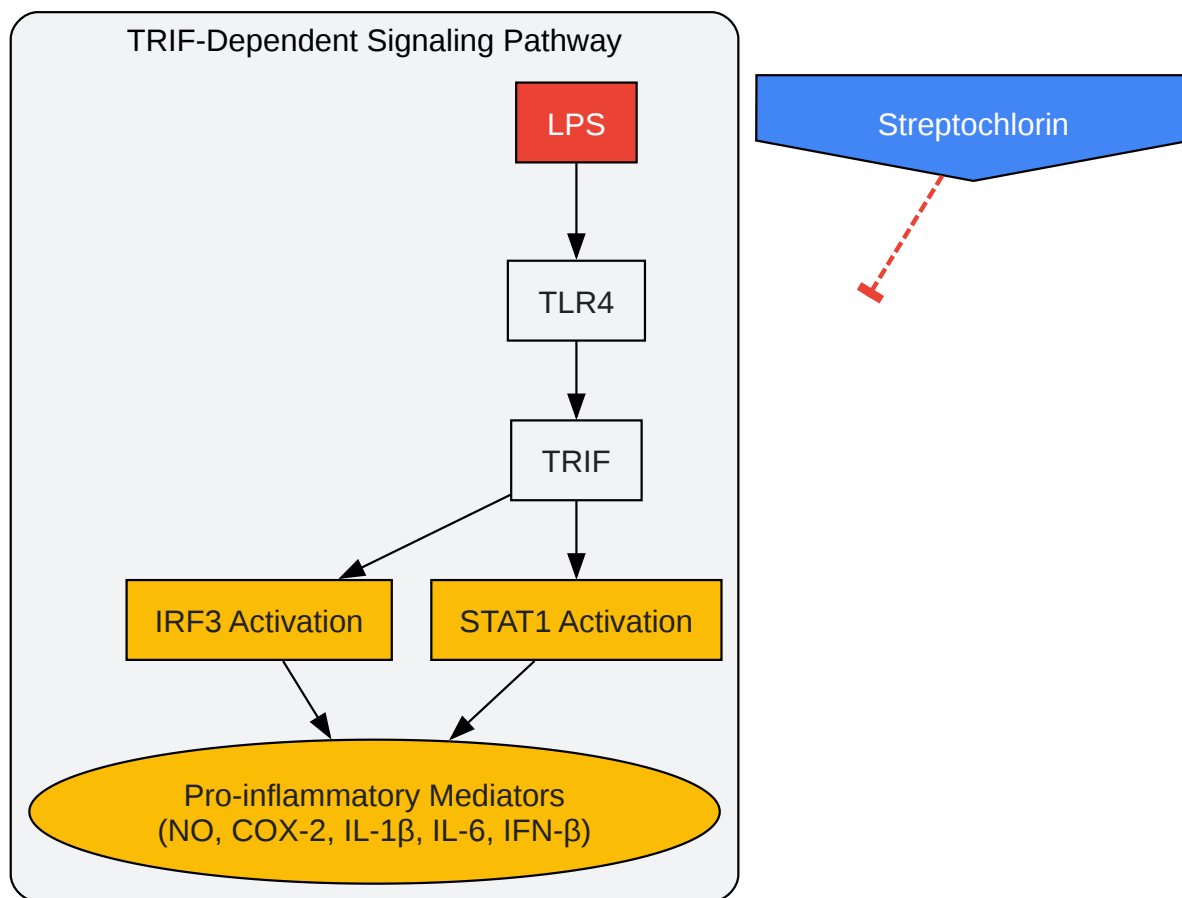 TRIF-Dependent Signaling Pathway
LPS
Streptochlorin
TLR4
TRIF
IRF3 Activation
STAT1 Activation
Pro-inflammatory Mediators
(NO, COX-2, IL-1β, IL-6, IFN-β)